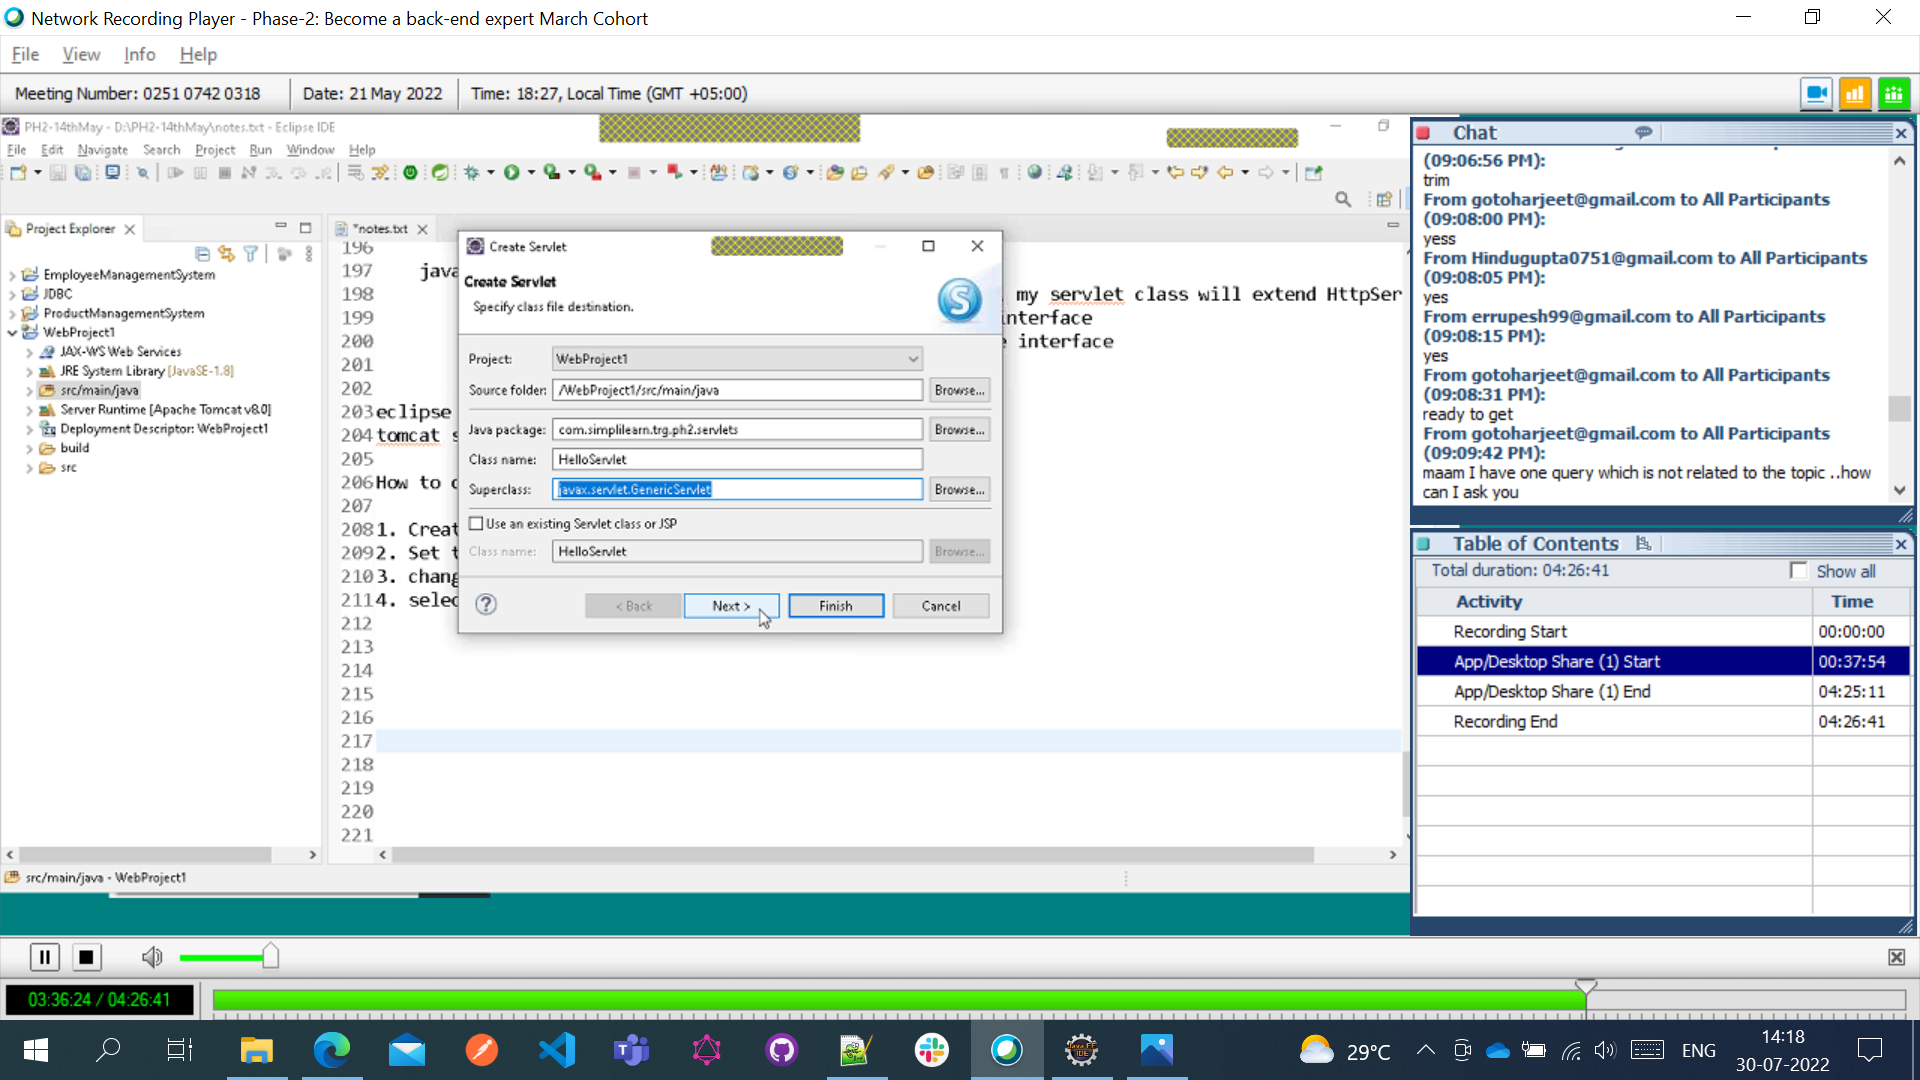 Network Recording Player - Phase-2: Become a back-end expert March Cohort
File View Info Help
Meeting Number: 0251 0742 0318 Date: 21 May 2022 Time: 18:27, Local Time (GMT +05:00)
PH2-14thMay - D:\PH2-14thMay\notes.txt - Eclipse IDE
File Edit Navigate Search Project Run Window Help
Project Explorer
EmployeeManagementSystem
JDBC
ProductManagementSystem
WebProject1
JAX-WS Web Services
JRE System Library [JavaSE-1.8]
src/main/java
Server Runtime [Apache Tomcat v8.0]
Deployment Descriptor: WebProject1
build
src
*notes.txt
196
197 java
198 my servlet class will extend HttpSer
199 interface
200 interface
201
202
203 eclipse
204 tomcat s
205
206 How to
207
208 1. Creat
209 2. Set t
210 3. chang
211 4. selec
212
213
214
215
216
217
218
219
220
221
Create Servlet
Create Servlet
Specify class file destination.
Project: WebProject1
Source folder: /WebProject1/src/main/java Browse...
Java package: com.simplilearn.trg.ph2.servlets Browse...
Class name: HelloServlet
Superclass: javax.servlet.GenericServlet Browse...
Use an existing Servlet class or JSP
Class name: HelloServlet Browse...
? < Back Next > Finish Cancel
src/main/java - WebProject1
Chat
(09:06:56 PM):
trim
From gotoharjeet@gmail.com to All Participants
(09:08:00 PM):
yess
From Hindugupta0751@gmail.com to All Participants
(09:08:05 PM):
yes
From errupesh99@gmail.com to All Participants
(09:08:15 PM):
yes
From gotoharjeet@gmail.com to All Participants
(09:08:31 PM):
ready to get
From gotoharjeet@gmail.com to All Participants
(09:09:42 PM):
maam I have one query which is not related to the topic ..how
can I ask you
Table of Contents
Total duration: 04:26:41 Show all
Activity Time
Recording Start 00:00:00
App/Desktop Share (1) Start 00:37:54
App/Desktop Share (1) End 04:25:11
Recording End 04:26:41
03:36:24 / 04:26:41
29°C ENG 14:18
30-07-2022